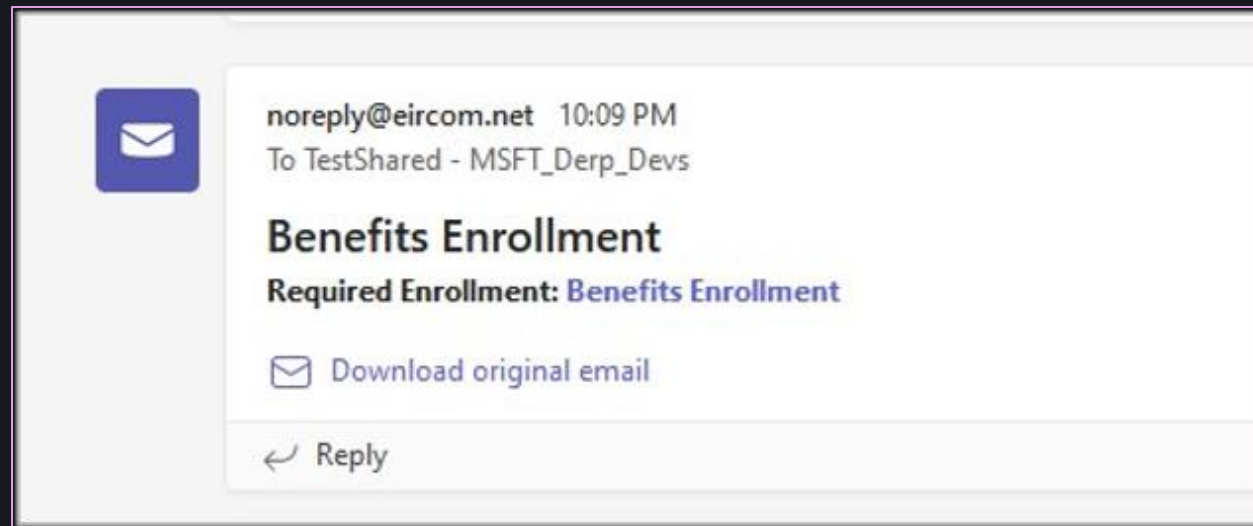 noreply@eircom.net 10:09 PM
To TestShared - MSFT_Derp_Devs
Benefits Enrollment
Required Enrollment: Benefits Enrollment
Download original email
Reply